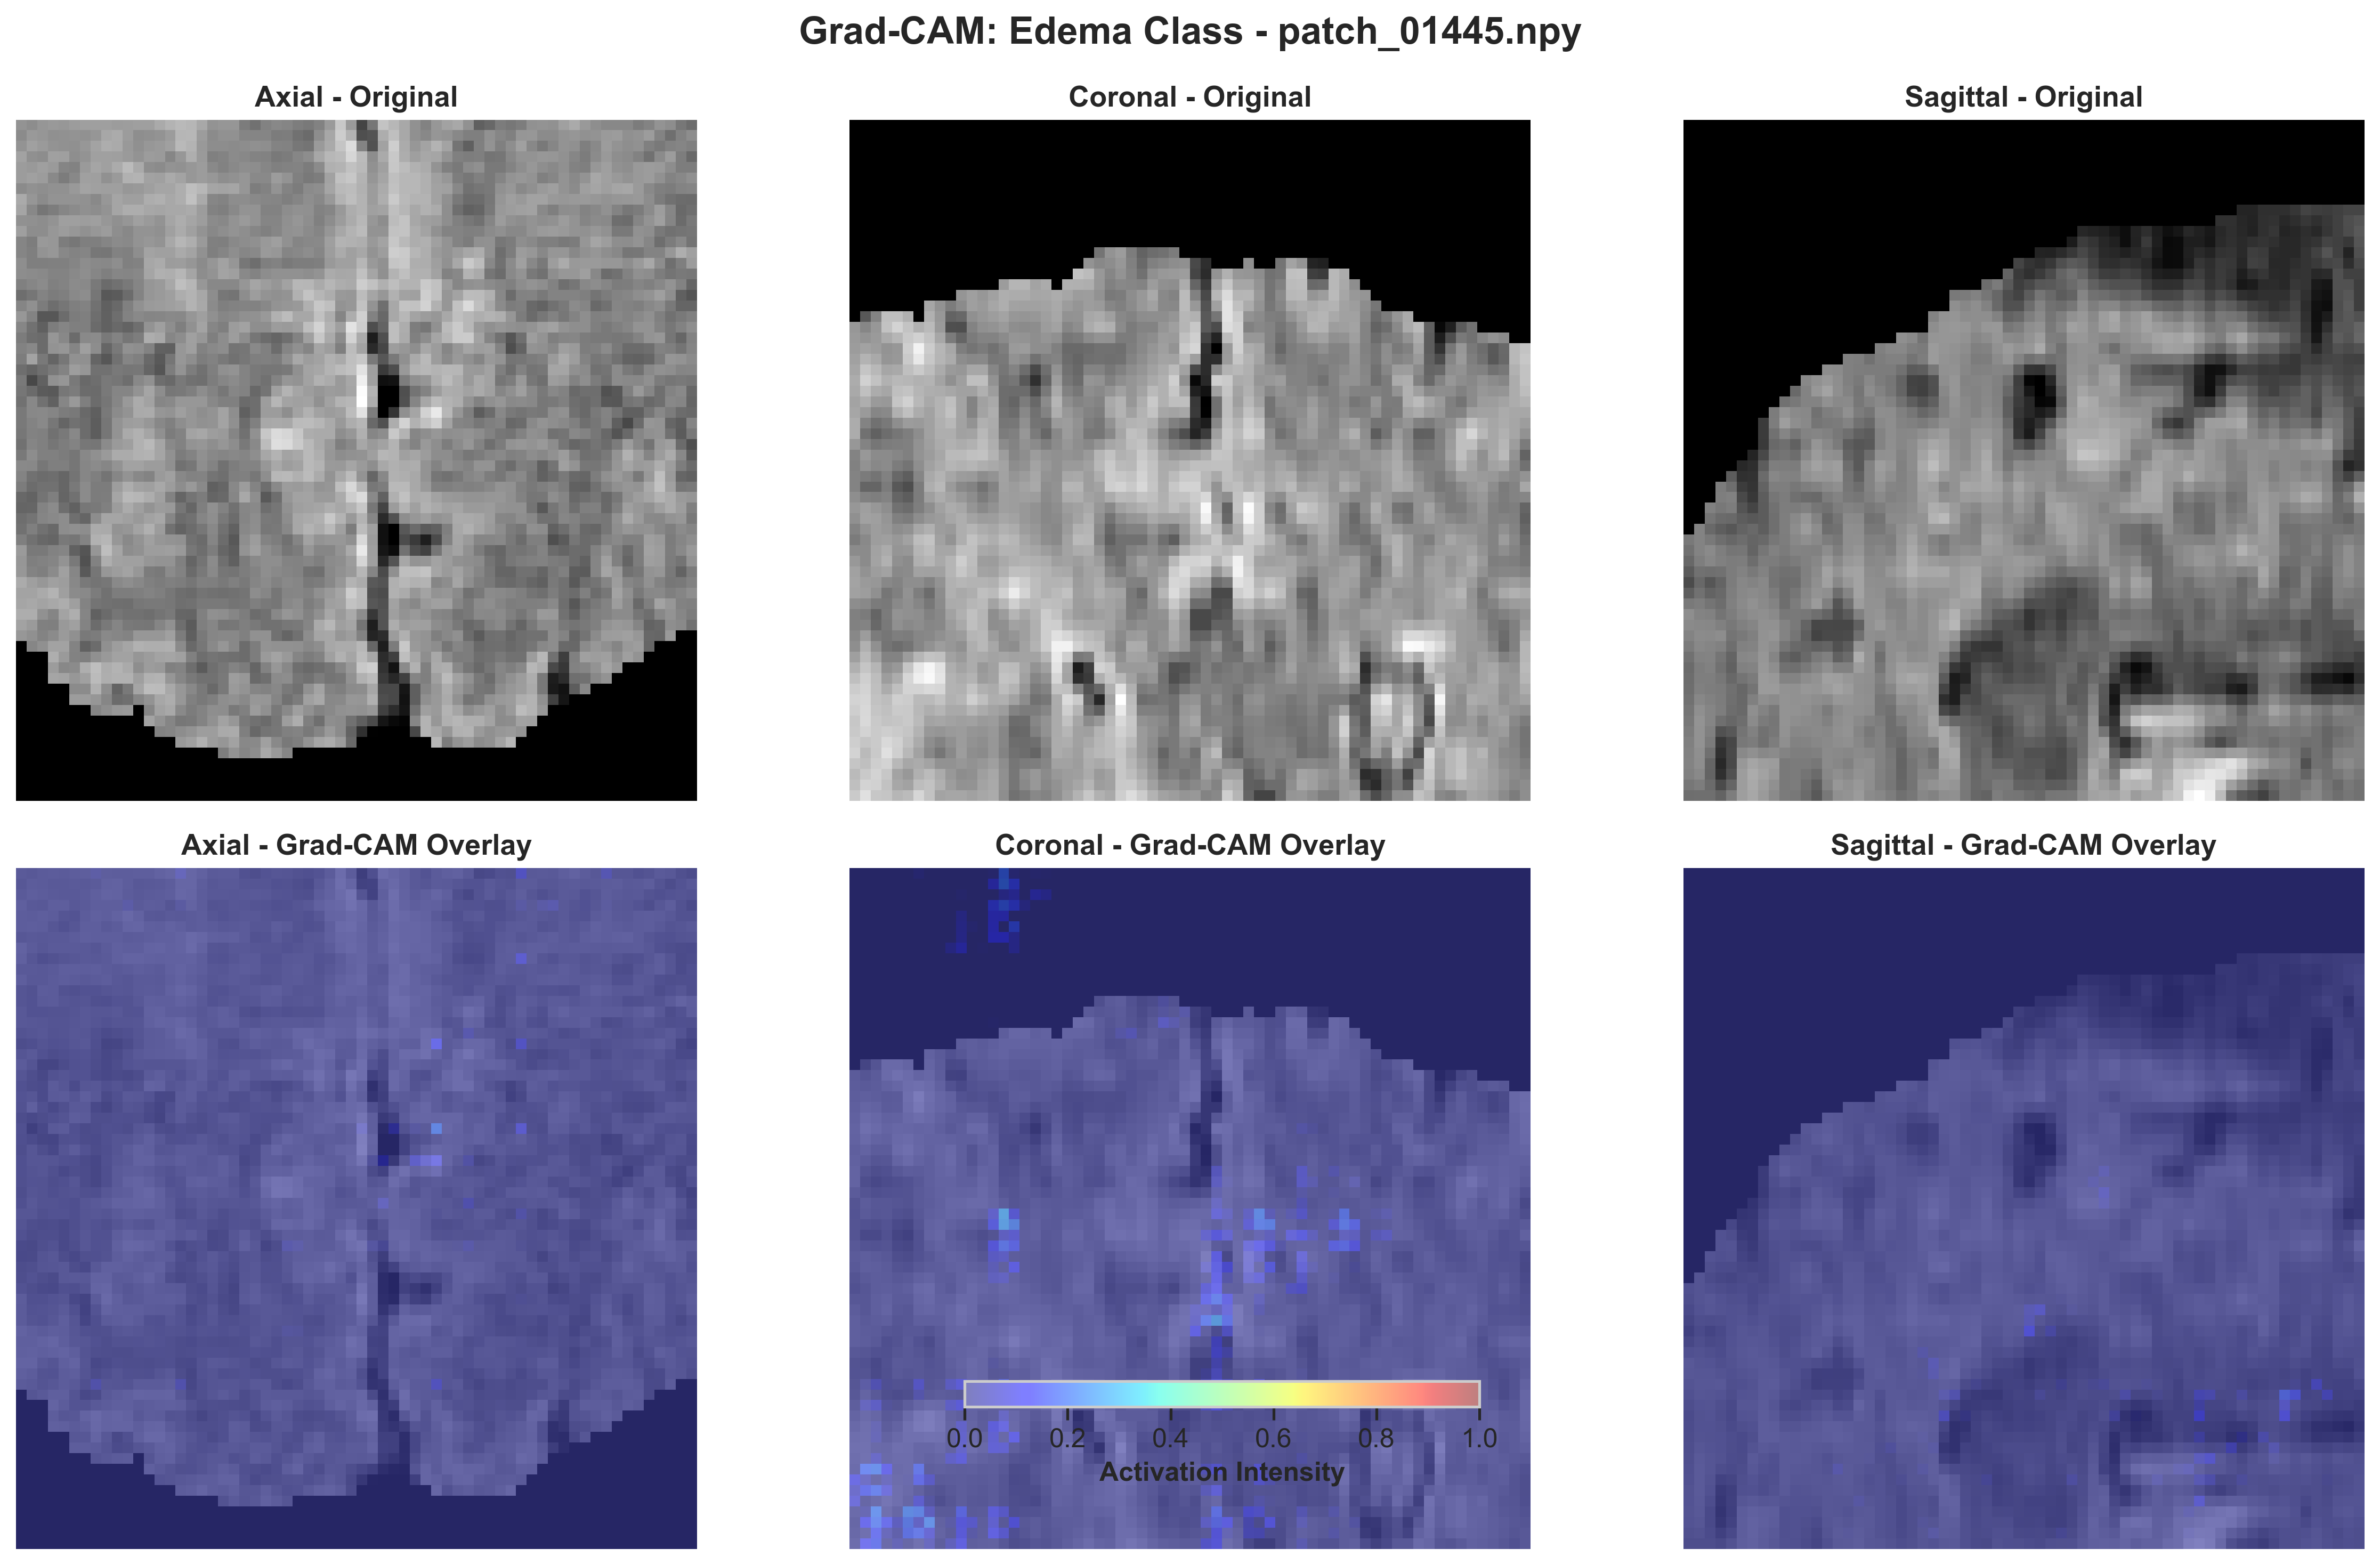 Grad-CAM: Edema Class - patch_01445.npy
Axial - Original
Coronal - Original
Sagittal - Original
Axial - Grad-CAM Overlay
Coronal - Grad-CAM Overlay
Sagittal - Grad-CAM Overlay
0.0 0.2 0.4 0.6 0.8 1.0
Activation Intensity